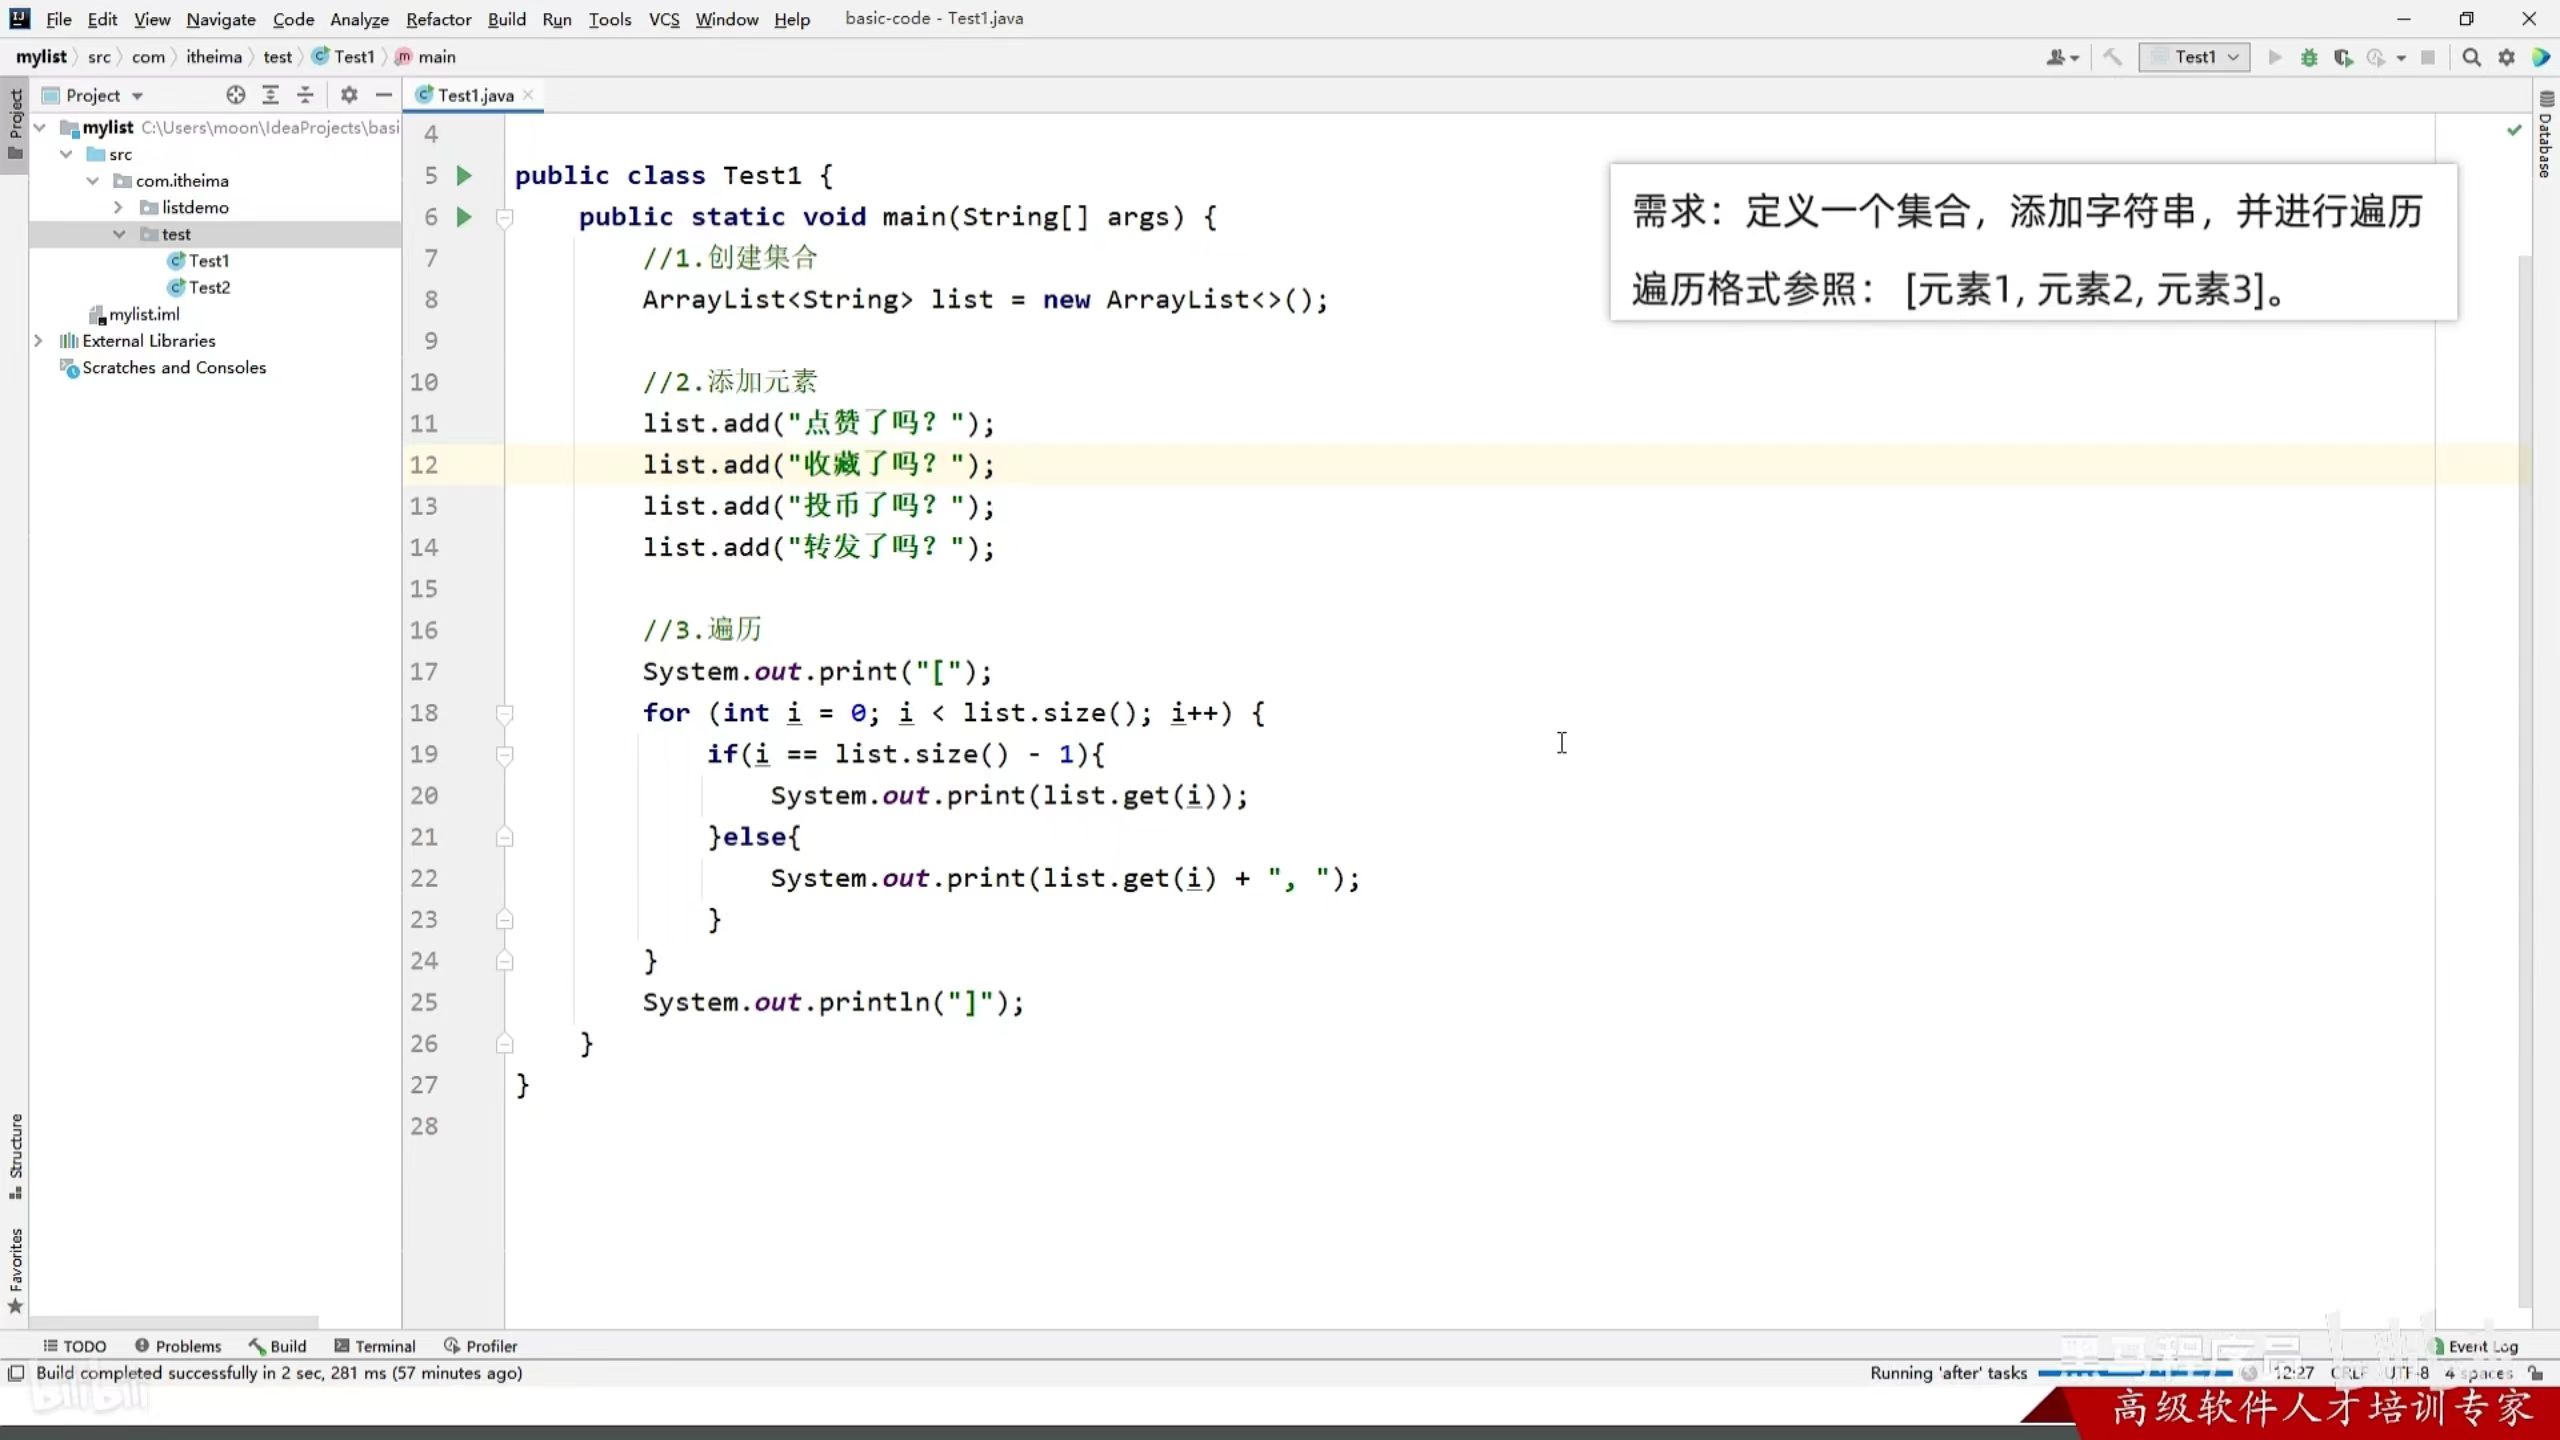 File Edit View Navigate Code Analyze Refactor Build Run Tools VCS Window Help basic-code - Test1.java
mylist src com itheima test Test1 main
Test1
Project
Test1.java
Project
mylist C:\Users\moon\IdeaProjects\basi
src
com.itheima
listdemo
test
Test1
Test2
mylist.iml
External Libraries
Scratches and Consoles
Structure
Favorites
Database
4
5 public class Test1 {
6 public static void main(String[] args) {
7 //1.创建集合
8 ArrayList<String> list = new ArrayList<>();
9
10 //2.添加元素
11 list.add("点赞了吗？");
12 list.add("收藏了吗？");
13 list.add("投币了吗？");
14 list.add("转发了吗？");
15
16 //3.遍历
17 System.out.print("[");
18 for (int i = 0; i < list.size(); i++) {
19 if(i == list.size() - 1){
20 System.out.print(list.get(i));
21 }else{
22 System.out.print(list.get(i) + ", ");
23 }
24 }
25 System.out.println("]");
26 }
27 }
28
需求：定义一个集合，添加字符串，并进行遍历
遍历格式参照： [元素1, 元素2, 元素3]。
TODO Problems Build Terminal Profiler Event Log
Build completed successfully in 2 sec, 281 ms (57 minutes ago) Running 'after' tasks 12:27 CRLF UTF-8 4 spaces
黑马程序员 bilibili
bilibili
高级软件人才培训专家